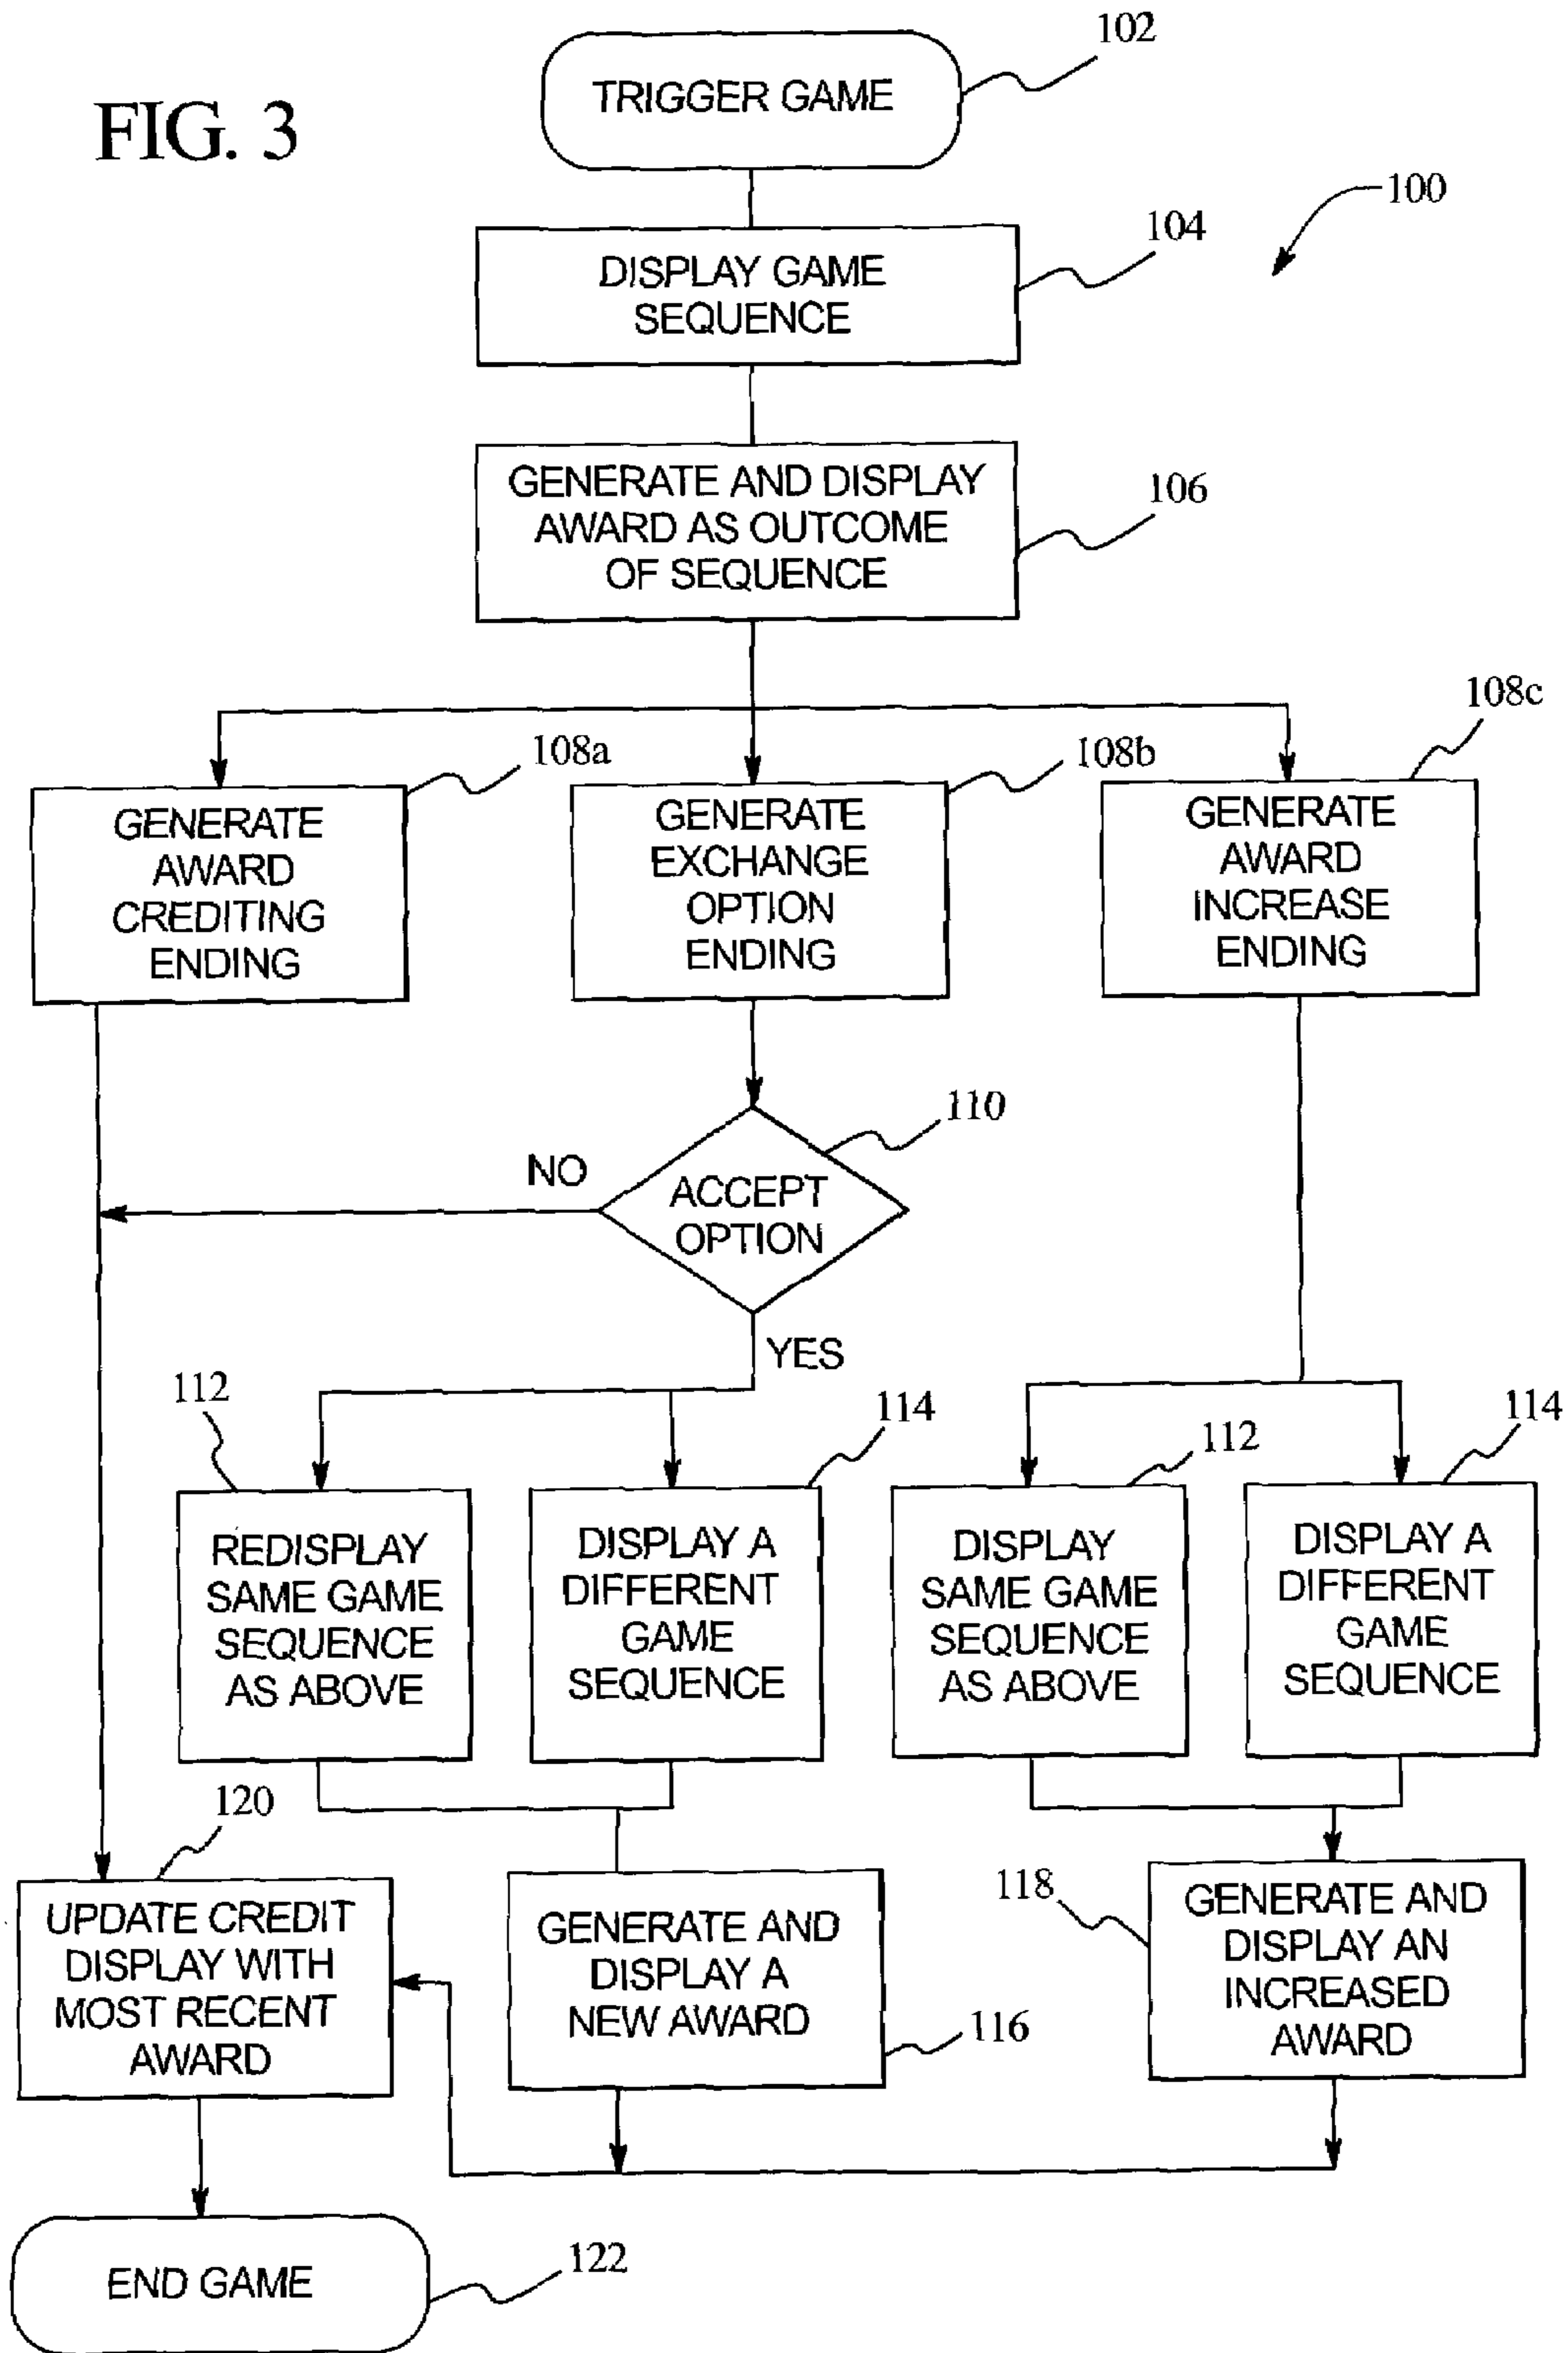 FIG. 3
102
TRIGGER GAME
100
104
DISPLAY GAME
SEQUENCE
106
GENERATE AND DISPLAY
AWARD AS OUTCOME
OF SEQUENCE
108a
GENERATE
AWARD
CREDITING
ENDING
108b
GENERATE
EXCHANGE
OPTION
ENDING
108c
GENERATE
AWARD
INCREASE
ENDING
110
NO
ACCEPT
OPTION
YES
112
REDISPLAY
SAME GAME
SEQUENCE
AS ABOVE
114
DISPLAY A
DIFFERENT
GAME
SEQUENCE
112
DISPLAY
SAME GAME
SEQUENCE
AS ABOVE
114
DISPLAY A
DIFFERENT
GAME
SEQUENCE
120
UPDATE CREDIT
DISPLAY WITH
MOST RECENT
AWARD
GENERATE AND
DISPLAY A
NEW AWARD
116
118
GENERATE AND
DISPLAY AN
INCREASED
AWARD
END GAME
122